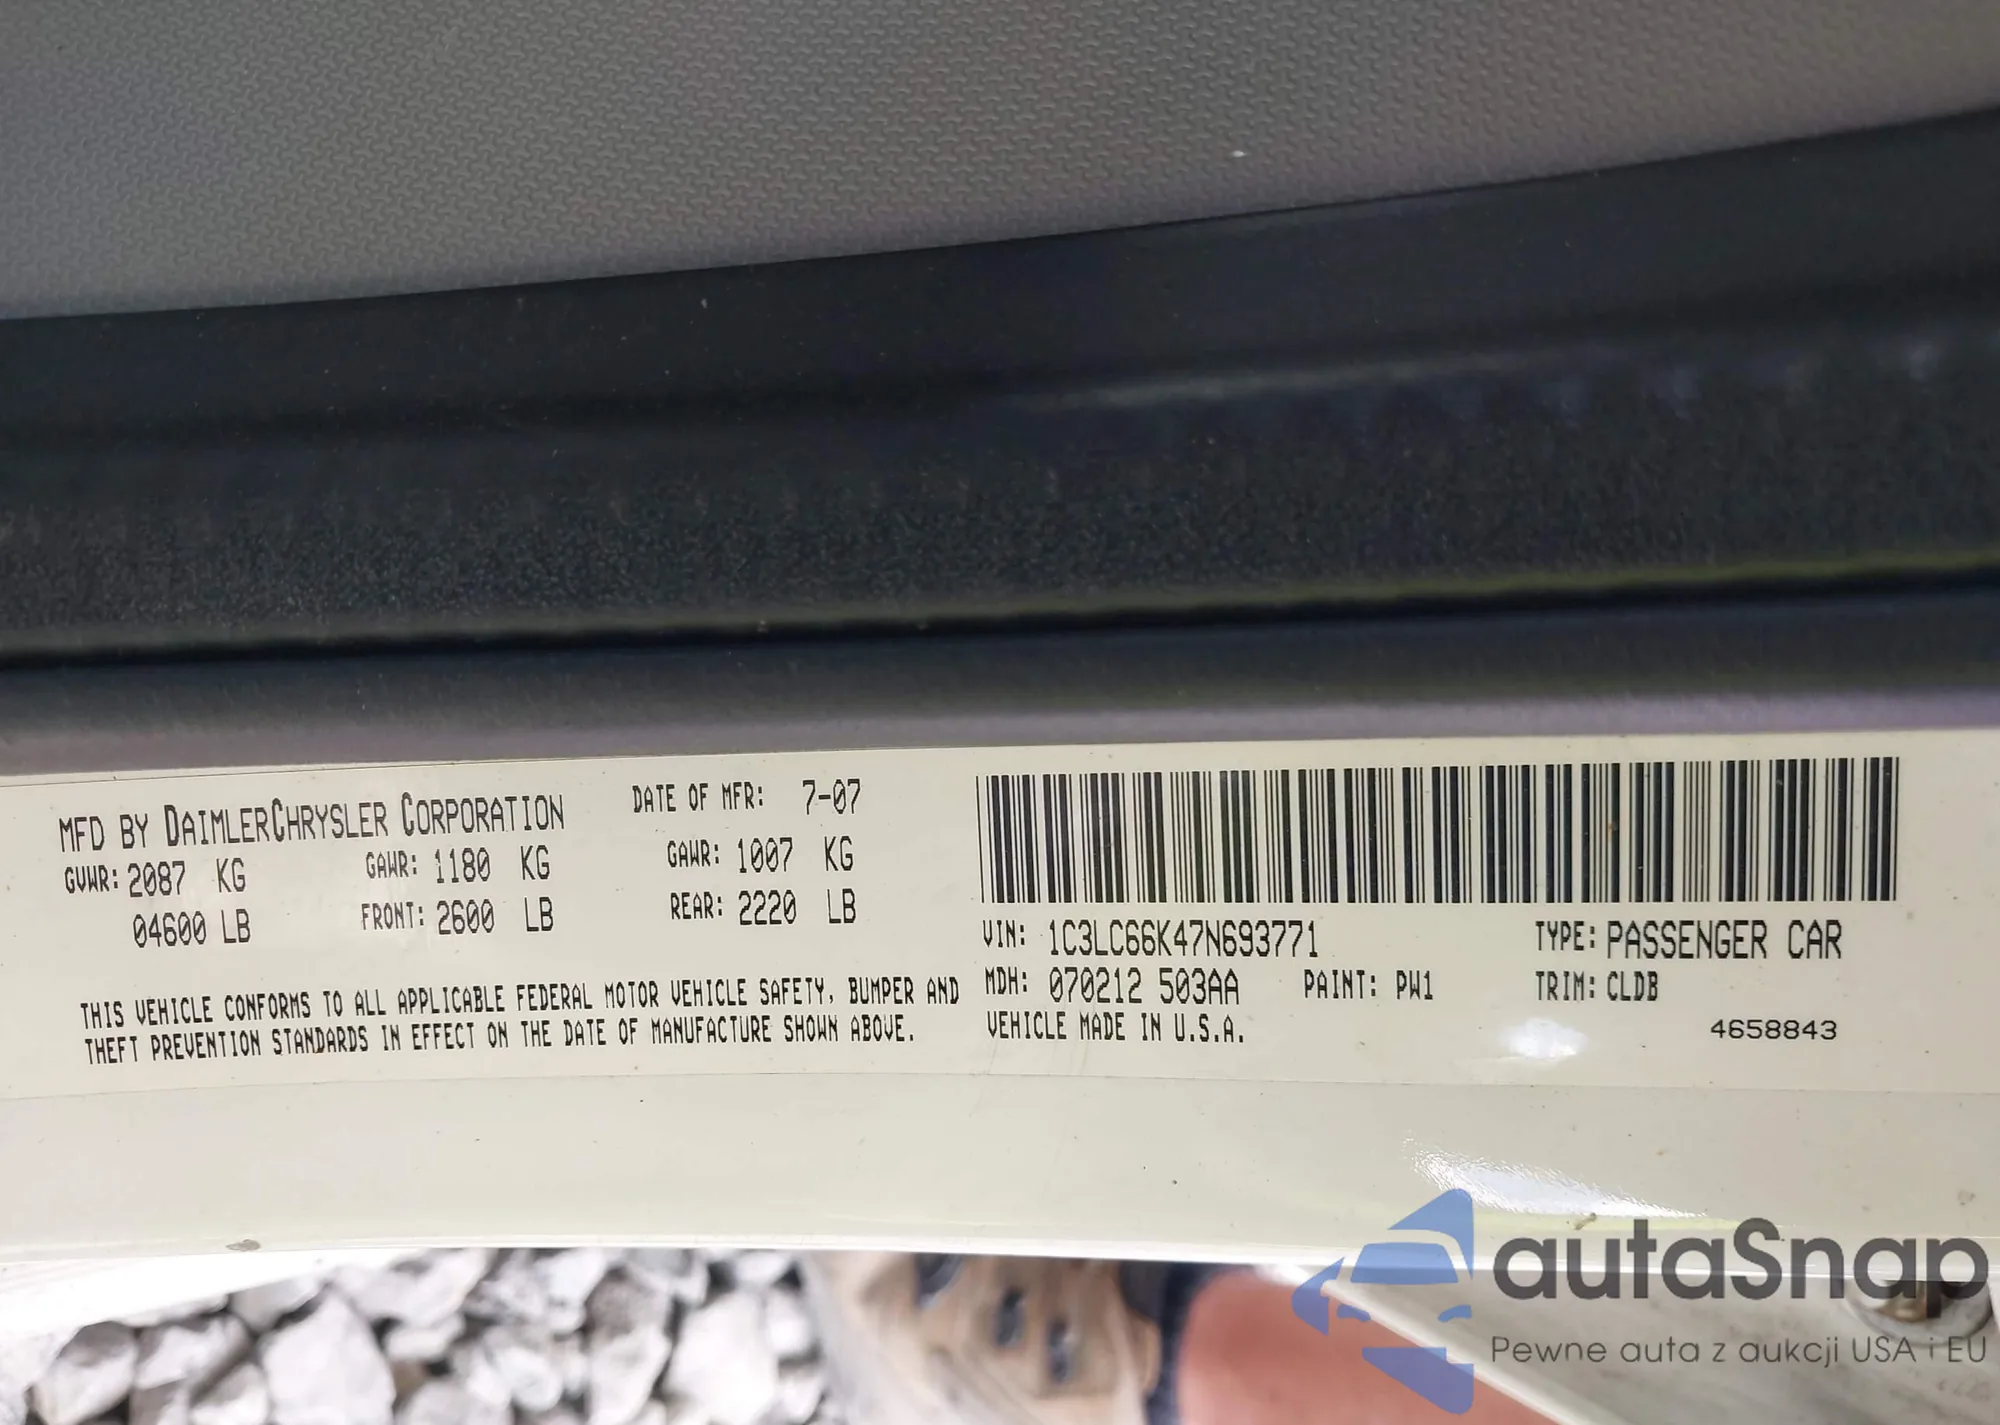 MFD BY DAIMLERCHRYSLER CORPORATION DATE OF MFR: 7-07
GVWR: 2087 KG GAWR: 1180 KG GAWR: 1007 KG
04600 LB FRONT: 2600 LB REAR: 2220 LB
THIS VEHICLE CONFORMS TO ALL APPLICABLE FEDERAL MOTOR VEHICLE SAFETY, BUMPER AND
THEFT PREVENTION STANDARDS IN EFFECT ON THE DATE OF MANUFACTURE SHOWN ABOVE.
VIN: 1C3LC66K47N693771 TYPE: PASSENGER CAR
MDH: 070212 503AA PAINT: PW1 TRIM: CLDB
VEHICLE MADE IN U.S.A. 4658843
autaSnap
Pewne auta z aukcji USA i EU